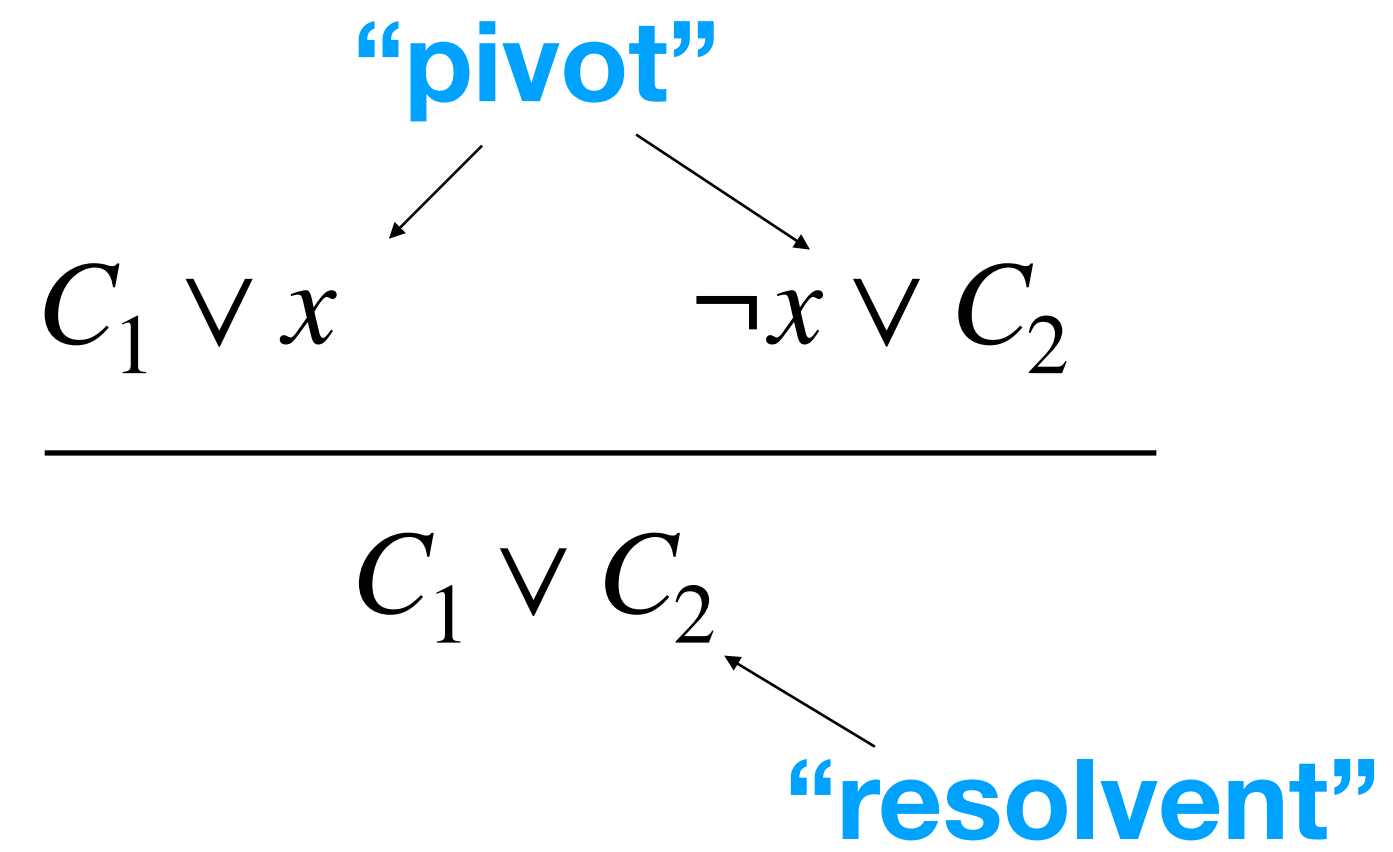 “pivot”
C₁ ∨ x ¬x ∨ C₂
C₁ ∨ C₂
“resolvent”